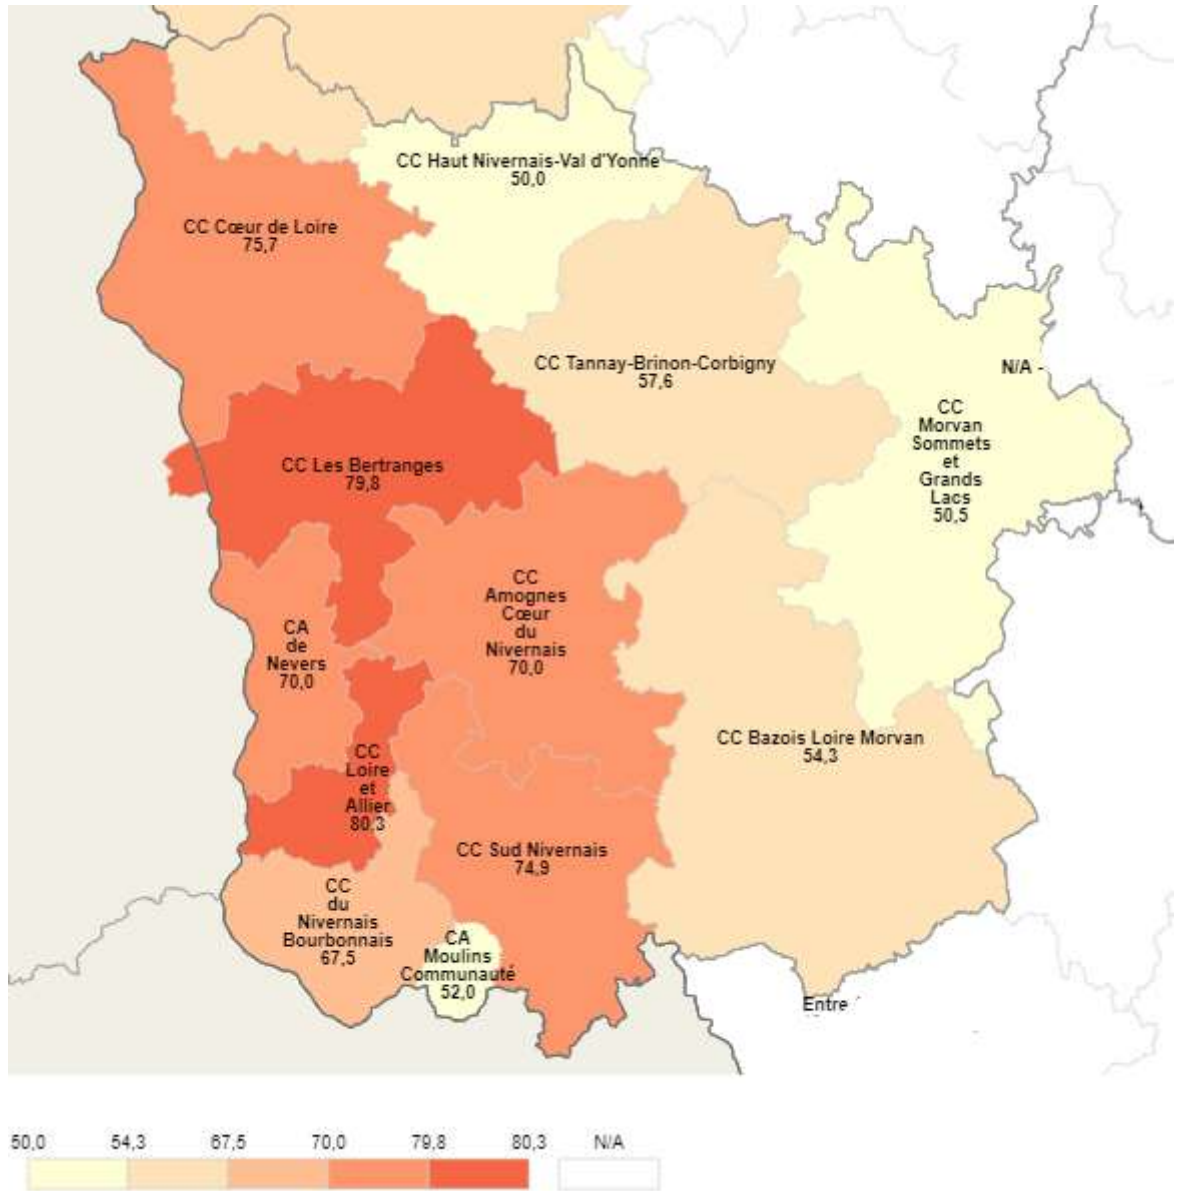 CC Haut Nivernais-Val d'Yonne
50,0
CC Cœur de Loire
75,7
CC Tannay-Brinon-Corbigny
57,6
N/A -
CC
Morvan
Sommets
et
Grands
Lacs
50,5
CC Les Bertranges
79,8
CC
Amognes
Cœur
du
Nivernais
70,0
CA
de
Nevers
70,0
CC Bazois Loire Morvan
54,3
CC
Loire
et
Allier
80,3
CC Sud Nivernais
74,9
CC
du
Nivernais
Bourbonnais
67,5
CA
Moulins
Communauté
52,0
Entre
50,0 54,3 67,5 70,0 79,8 80,3 N/A